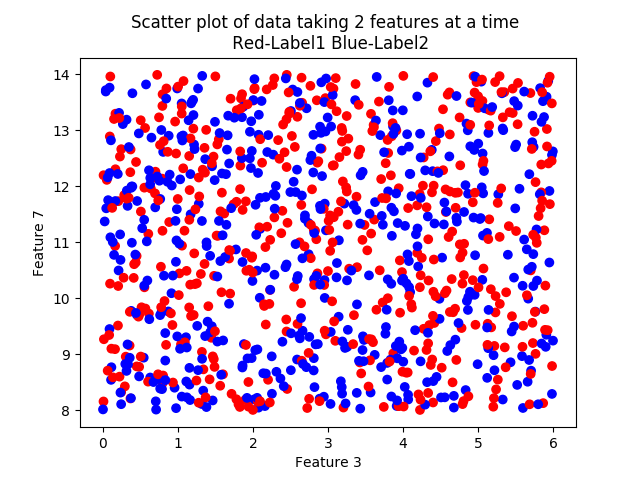 Scatter plot of data taking 2 features at a time
Red-Label1 Blue-Label2
14
13
12
11
10
9
8
Feature 7
0 1 2 3 4 5 6
Feature 3